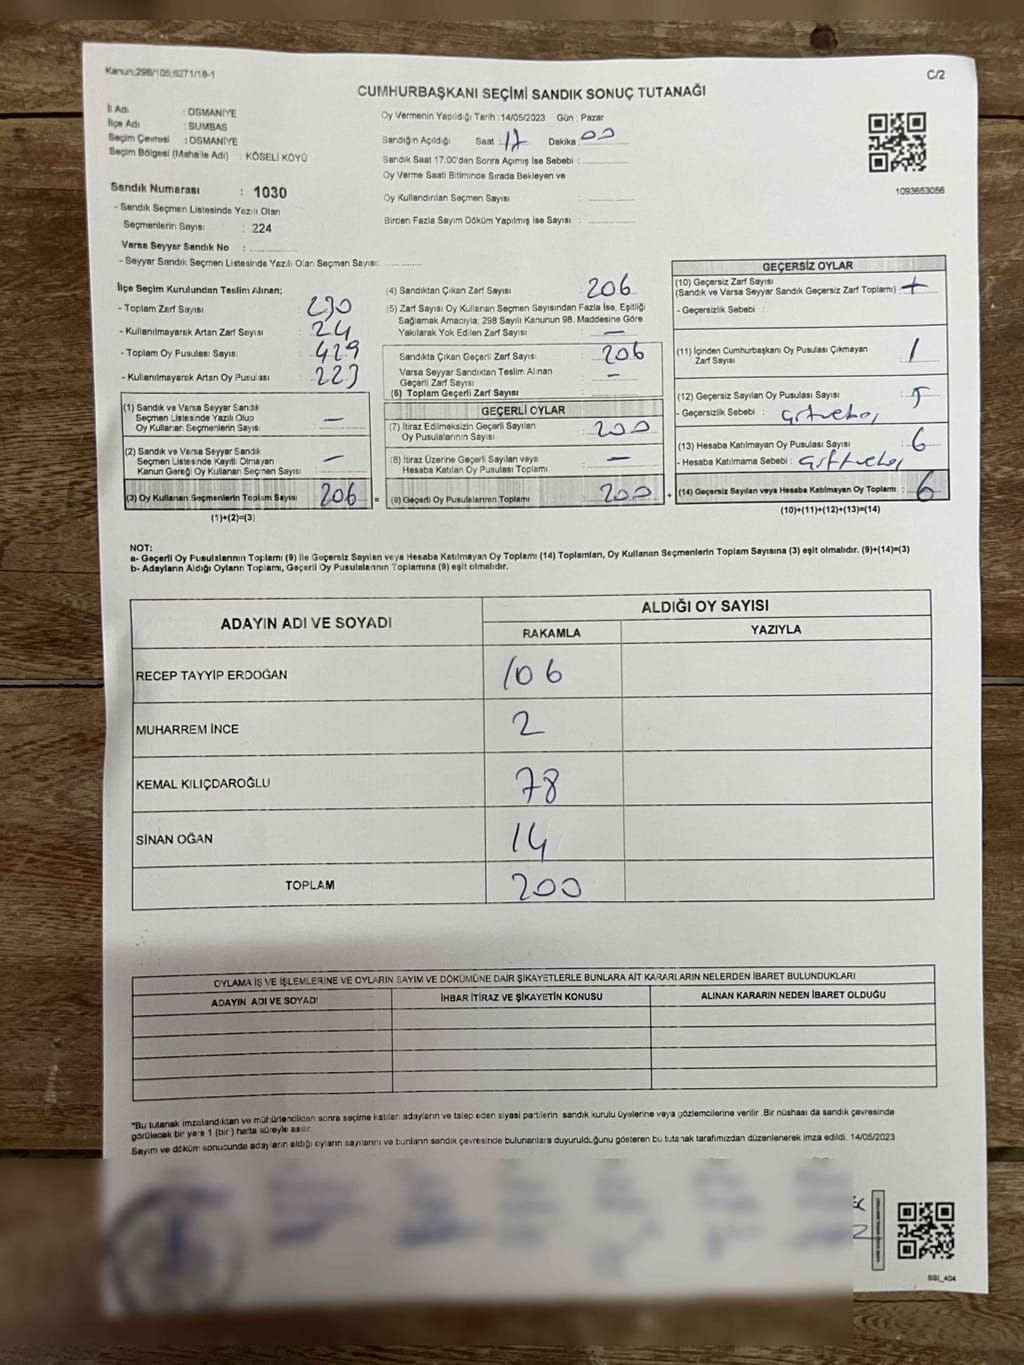 Kanun;298/105;6271/18-1
C/2
CUMHURBAŞKANI SEÇİMİ SANDIK SONUÇ TUTANAĞI
İl Adı : OSMANİYE
İlçe Adı : SUMBAS
Seçim Çevresi : OSMANİYE
Seçim Bölgesi (Mahalle Adı) : KÖSELİ KÖYÜ
Sandık Numarası : 1030
- Sandık Seçmen Listesinde Yazılı Olan
Seçmenlerin Sayısı : 224
Varsa Seyyar Sandık No : ..............
- Seyyar Sandık Seçmen Listesinde Yazılı Olan Seçmen Sayısı: ............
Oy Vermenin Yapıldığı Tarih :14/05/2023 Gün : Pazar
Sandığın Açıldığı Saat : 17 Dakika : 00
Sandık Saat 17:00'den Sonra Açımış İse Sebebi : ..............
Oy Verme Saati Bitiminde Sırada Bekleyen ve
Oy Kullandırılan Seçmen Sayısı : ..............
Birden Fazla Sayım Döküm Yapılmış İse Sayısı : ..............
1093653056
İlçe Seçim Kurulundan Teslim Alınan;
- Toplam Zarf Sayısı : 230
- Kullanılmayarak Artan Zarf Sayısı : 24
- Toplam Oy Pusulası Sayısı : 429
- Kullanılmayarak Artan Oy Pusulası : 223
(1) Sandık ve Varsa Seyyar Sandık
Seçmen Listesinde Yazılı Olup
Oy Kullanan Seçmenlerin Sayısı: —
(2) Sandık ve Varsa Seyyar Sandık
Seçmen Listesinde Kayıtlı Olmayan
Kanun Gereği Oy Kullanan Seçmen Sayısı : —
(3) Oy Kullanan Seçmenlerin Toplam Sayısı : 206 =
(1)+(2)=(3)
(4) Sandıktan Çıkan Zarf Sayısı : 206
(5) Zarf Sayısı Oy Kullanan Seçmen Sayısından Fazla İse, Eşitliği
Sağlamak Amacıyla, 298 Sayılı Kanunun 98. Maddesine Göre
Yakılarak Yok Edilen Zarf Sayısı : —
Sandıkta Çıkan Geçerli Zarf Sayısı : 206
Varsa Seyyar Sandıktan Teslim Alınan
Geçerli Zarf Sayısı : —
(6) Toplam Geçerli Zarf Sayısı :
GEÇERLİ OYLAR
(7) İtiraz Edilmeksizin Geçerli Sayılan
Oy Pusulalarının Sayısı : 200
(8) İtiraz Üzerine Geçerli Sayılan veya
Hesaba Katılan Oy Pusulası Toplamı : —
(9) Geçerli Oy Pusulalarının Toplamı : 200 +
GEÇERSİZ OYLAR
(10) Geçersiz Zarf Sayısı
(Sandık ve Varsa Seyyar Sandık Geçersiz Zarf Toplamı) :
- Geçersizlik Sebebi :
(11) İçinden Cumhurbaşkanı Oy Pusulası Çıkmayan
Zarf Sayısı : 1
(12) Geçersiz Sayılan Oy Pusulası Sayısı : 5
- Geçersizlik Sebebi :
(13) Hesaba Katılmayan Oy Pusulası Sayısı : 6
- Hesaba Katılmama Sebebi :
(14) Geçersiz Sayılan veya Hesaba Katılmayan Oy Toplamı : 6
(10)+(11)+(12)+(13)=(14)
NOT:
a- Geçerli Oy Pusulalarının Toplamı (9) ile Geçersiz Sayılan veya Hesaba Katılmayan Oy Toplamı (14) Toplamları, Oy Kullanan Seçmenlerin Toplam Sayısına (3) eşit olmalıdır. (9)+(14)=(3)
b- Adayların Aldığı Oyların Toplamı, Geçerli Oy Pusulalarının Toplamına (9) eşit olmalıdır.
ADAYIN ADI VE SOYADI
ALDIĞI OY SAYISI
RAKAMLA YAZIYLA
RECEP TAYYİP ERDOĞAN 106
MUHARREM İNCE 2
KEMAL KILIÇDAROĞLU 78
SİNAN OĞAN 14
TOPLAM 200
OYLAMA İŞ VE İŞLEMLERİNE VE OYLARIN SAYIM VE DÖKÜMÜNE DAİR ŞİKAYETLERLE BUNLARA AİT KARARLARIN NELERDEN İBARET BULUNDUKLARI
ADAYIN ADI VE SOYADI İHBAR İTİRAZ VE ŞİKAYETİN KONUSU ALINAN KARARIN NEDEN İBARET OLDUĞU
*Bu tutanak imzalandıktan ve mühürlendikten sonra seçime katılan adayların ve talep eden siyasi partilerin sandık kurulu üyelerine veya gözlemcilerine verilir .Bir nüshası da sandık çevresinde
görülecek bir yere 1 (bir) hafta süreyle asılır.
Sayım ve döküm sonucunda adayların aldığı oyların sayılarını ve bunların sandık çevresinde bulunanlara duyurulduğunu gösteren bu tutanak tarafımızdan düzenlenerek imza edildi. 14/05/2023
SSI_404